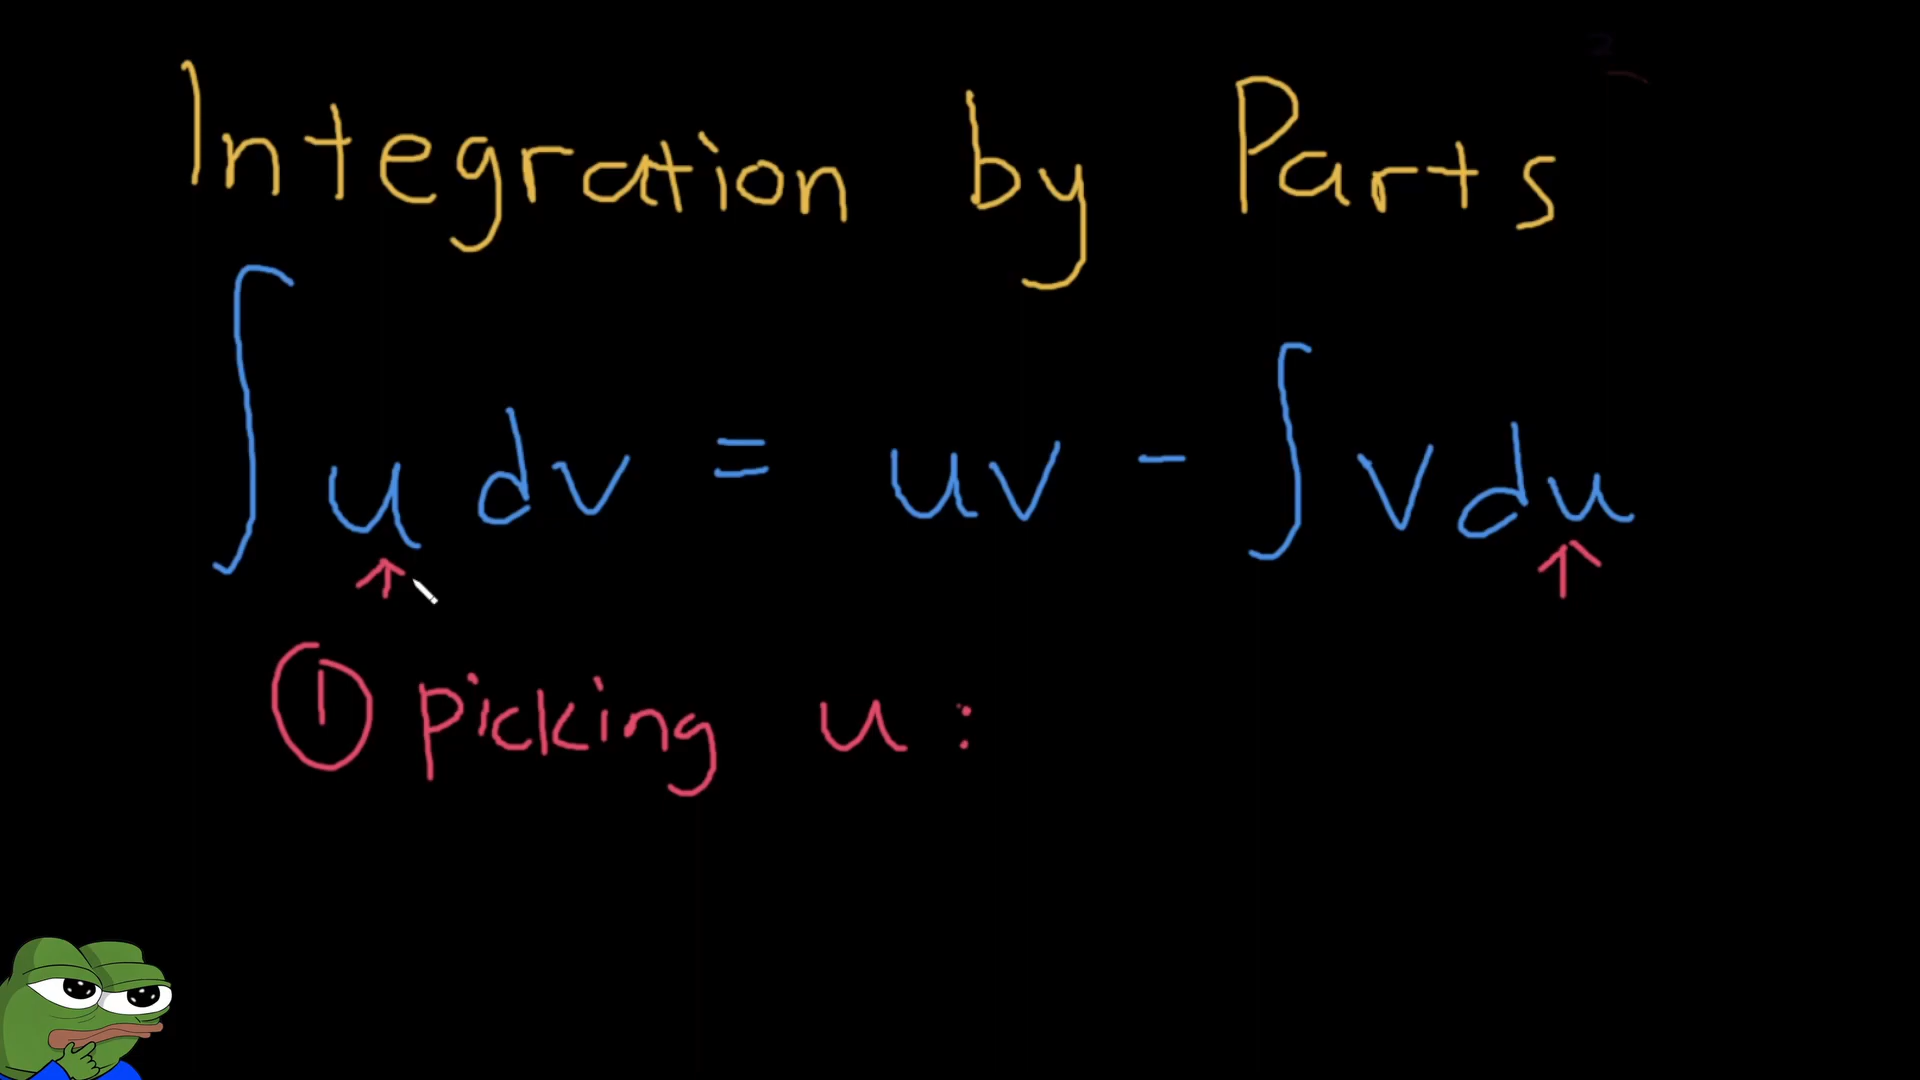 Integration by Parts
∫ u dv = uv - ∫ v du
① picking u: